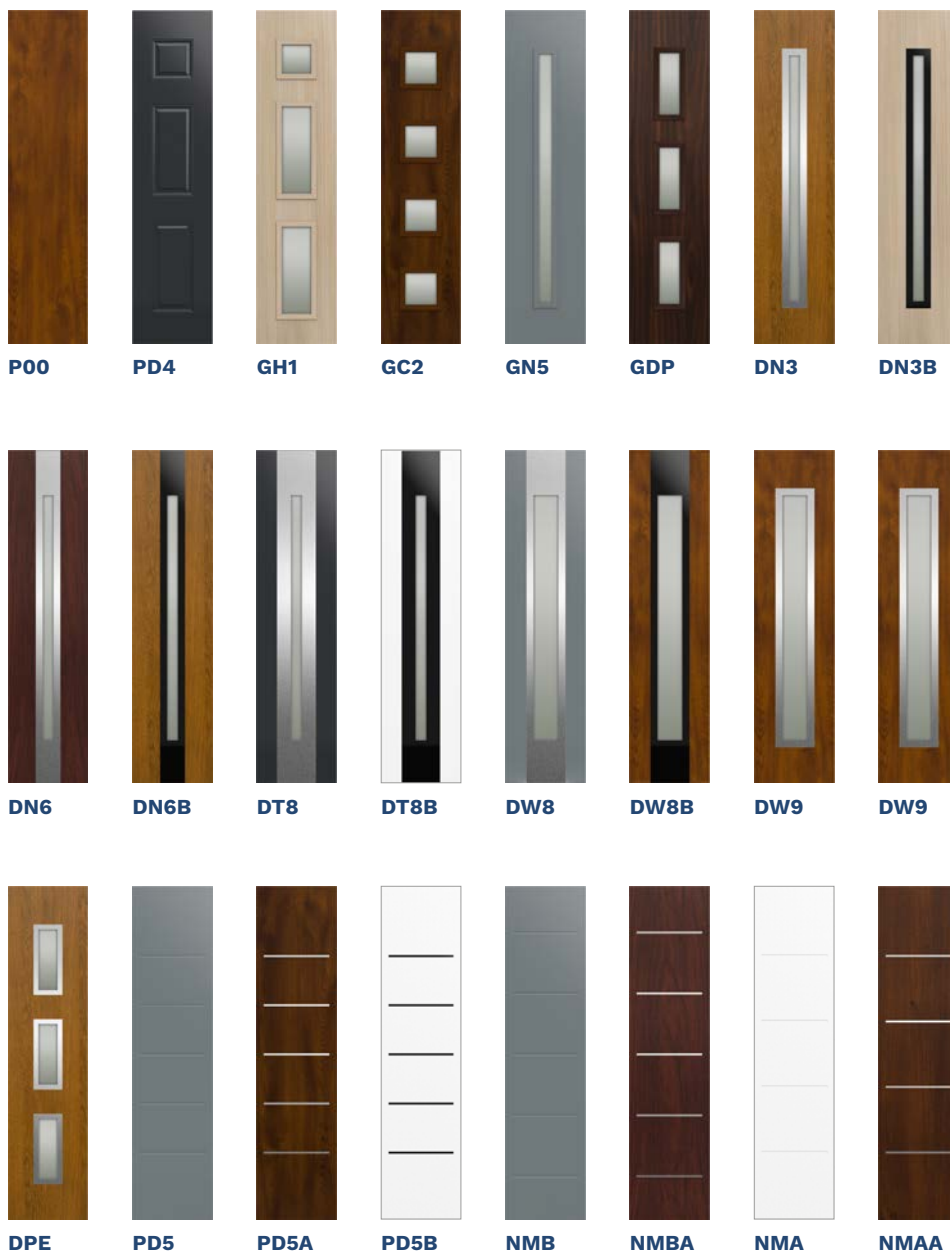 P00 PD4 GH1 GC2 GN5 GDP DN3 DN3B
DN6 DN6B DT8 DT8B DW8 DW8B DW9 DW9
DPE PD5 PD5A PD5B NMB NMBA NMA NMAA